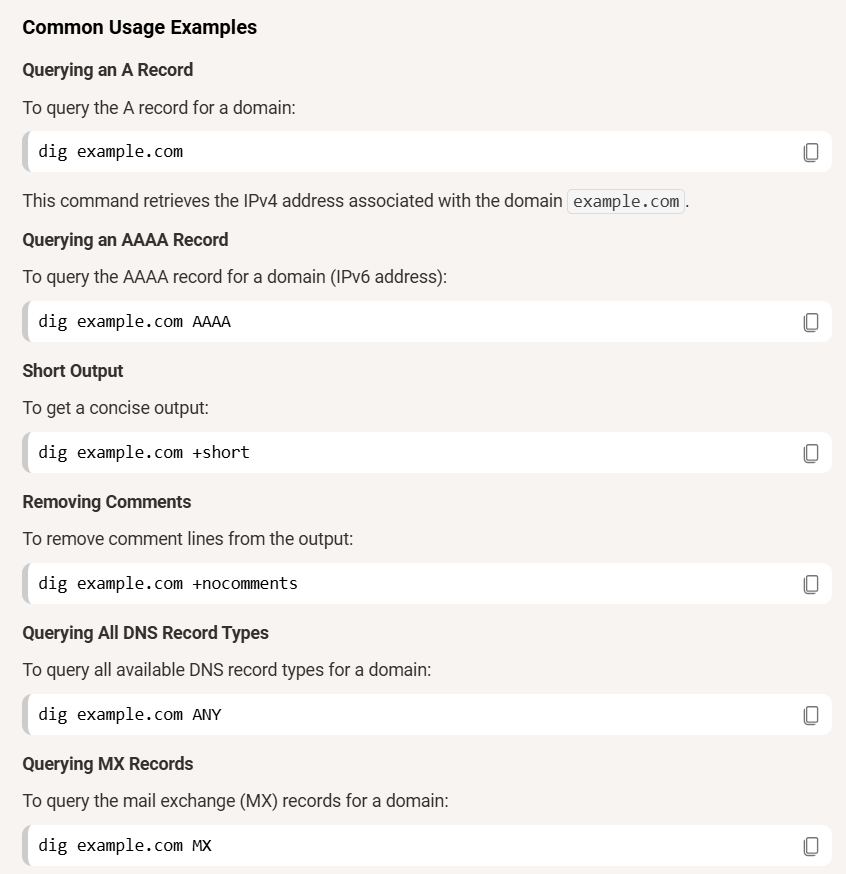 Common Usage Examples
Querying an A Record
To query the A record for a domain:
dig example.com
This command retrieves the IPv4 address associated with the domain example.com.
Querying an AAAA Record
To query the AAAA record for a domain (IPv6 address):
dig example.com AAAA
Short Output
To get a concise output:
dig example.com +short
Removing Comments
To remove comment lines from the output:
dig example.com +nocomments
Querying All DNS Record Types
To query all available DNS record types for a domain:
dig example.com ANY
Querying MX Records
To query the mail exchange (MX) records for a domain:
dig example.com MX